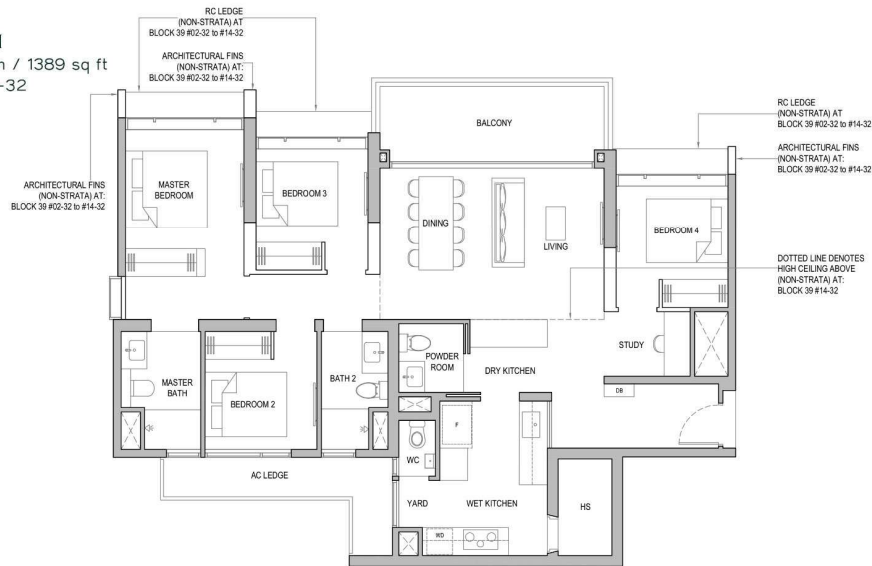 / 1389 sq ft
-32
RC LEDGE
(NON-STRATA) AT
BLOCK 39 #02-32 to #14-32
ARCHITECTURAL FINS
(NON-STRATA) AT:
BLOCK 39 #02-32 to #14-32
ARCHITECTURAL FINS
(NON-STRATA) AT:
BLOCK 39 #02-32 to #14-32
RC LEDGE
(NON-STRATA) AT
BLOCK 39 #02-32 to #14-32
ARCHITECTURAL FINS
(NON-STRATA) AT:
BLOCK 39 #02-32 to #14-32
DOTTED LINE DENOTES
HIGH CEILING ABOVE
(NON-STRATA) AT:
BLOCK 39 #14-32
BALCONY
MASTER
BEDROOM
BEDROOM 3
DINING
LIVING
BEDROOM 4
STUDY
POWDER
ROOM
DRY KITCHEN
MASTER
BATH
BEDROOM 2
BATH 2
DB
F
WC
AC LEDGE
YARD
WET KITCHEN
HS
WD